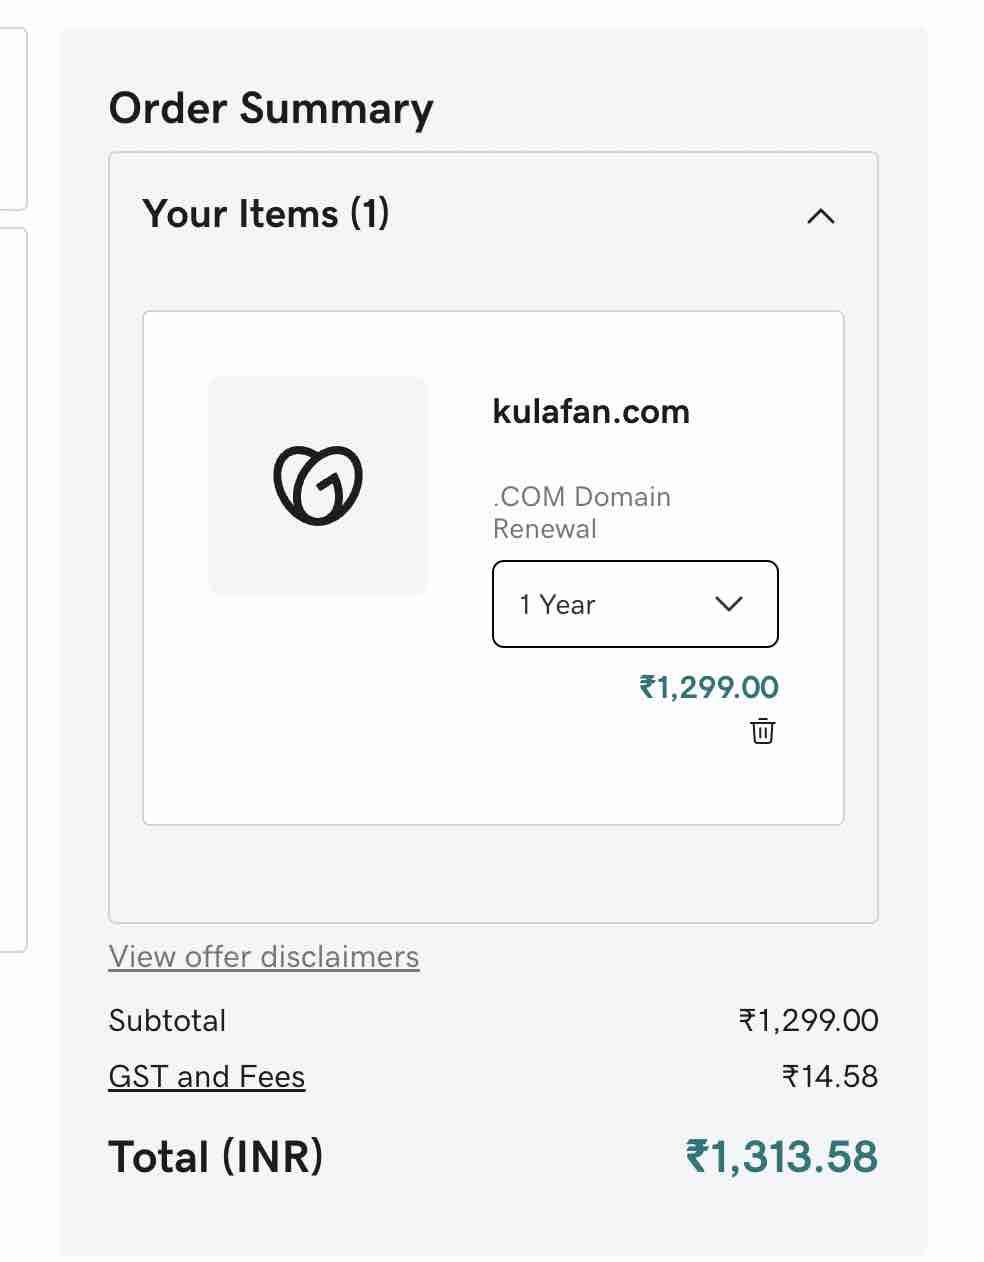 Order Summary
Your Items (1)
kulafan.com
.COM Domain
Renewal
1 Year
₹1,299.00
View offer disclaimers
Subtotal ₹1,299.00
GST and Fees ₹14.58
Total (INR) ₹1,313.58